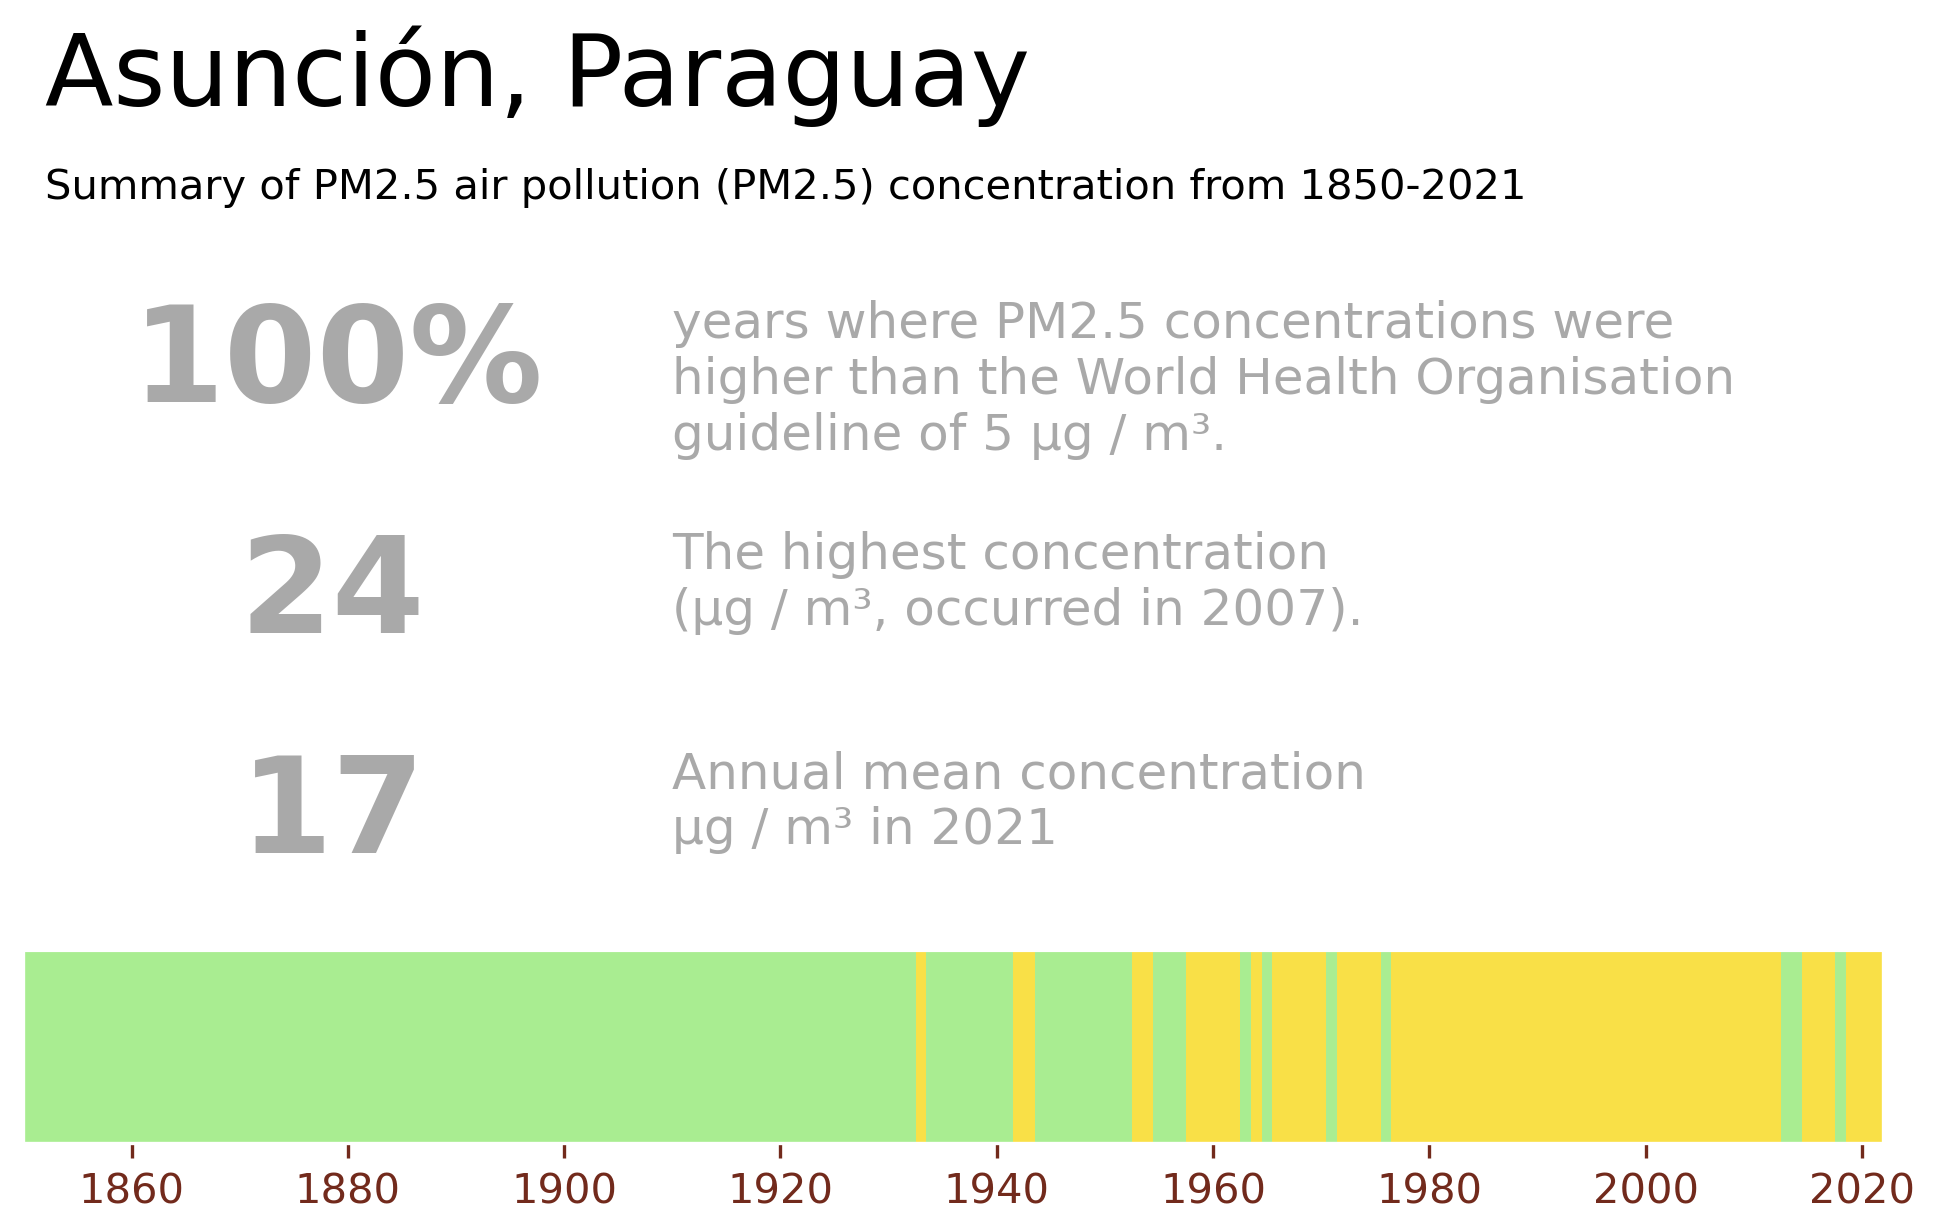 Asunción, Paraguay
Summary of PM2.5 air pollution (PM2.5) concentration from 1850-2021
100%
years where PM2.5 concentrations were
higher than the World Health Organisation
guideline of 5 µg / m³.
24
The highest concentration
(µg / m³, occurred in 2007).
17
Annual mean concentration
µg / m³ in 2021
1860 1880 1900 1920 1940 1960 1980 2000 2020